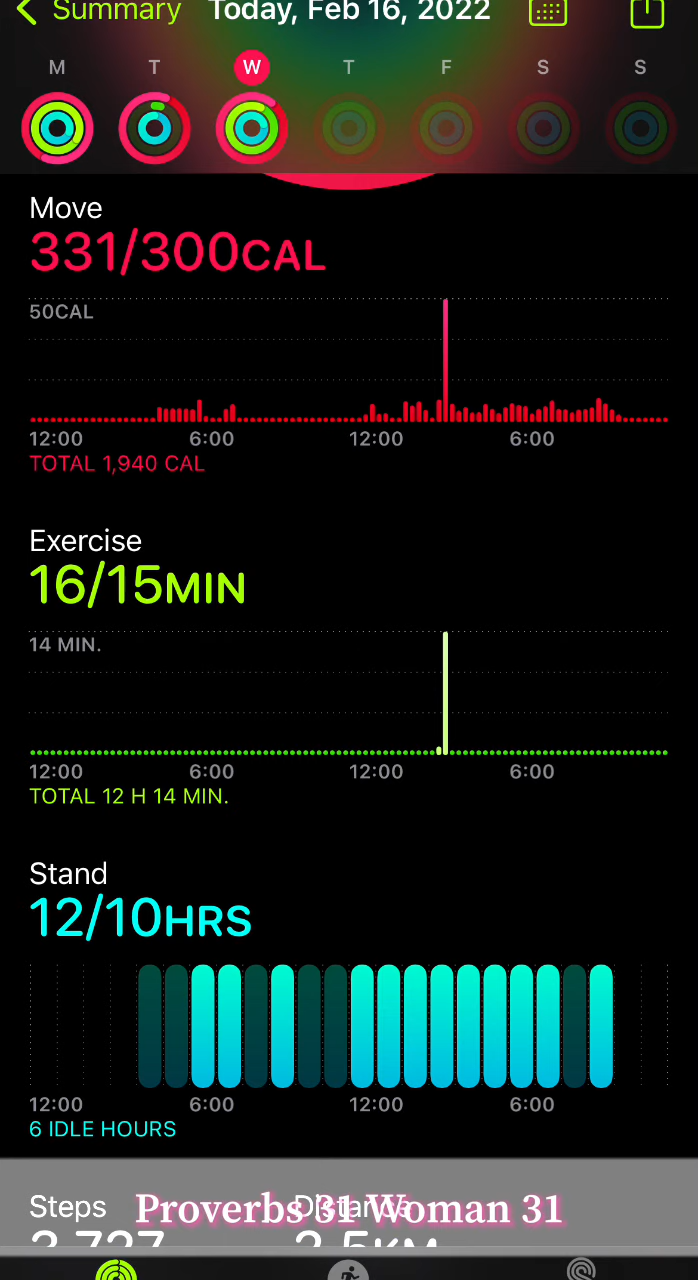 Summary Today, Feb 16, 2022
M T W T F S S
Move
331/300CAL
50CAL
12:00 6:00 12:00 6:00
TOTAL 1,940 CAL
Exercise
16/15MIN
14 MIN.
12:00 6:00 12:00 6:00
TOTAL 12 H 14 MIN.
Stand
12/10HRS
12:00 6:00 12:00 6:00
6 IDLE HOURS
Steps Distance
Proverbs 31 Woman 31